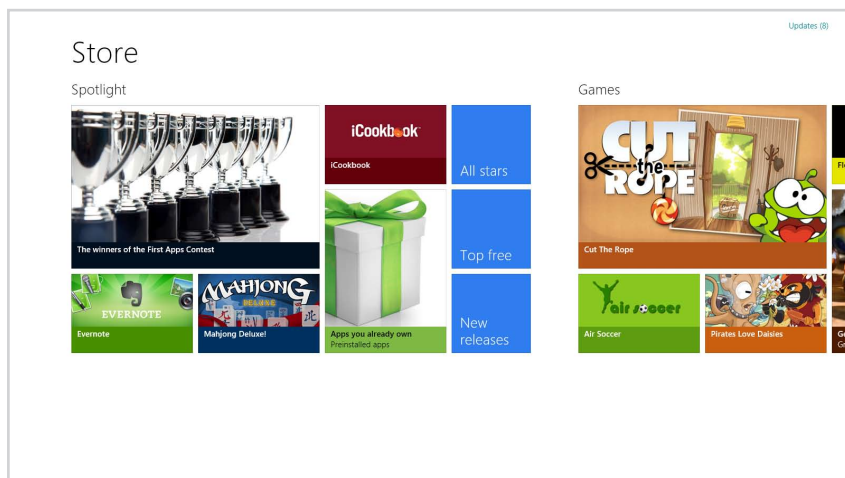 Updates (8)
Store
Spotlight
The winners of the First Apps Contest
EVERNOTE
Evernote
MAHJONG
DELUXE
Mahjong Deluxe!
iCookbook
iCookbook
Apps you already own
Preinstalled apps
All stars
Top free
New
releases
Games
CUT
the
ROPE
Cut The Rope
air soccer
Air Soccer
Pirates Love Daisies